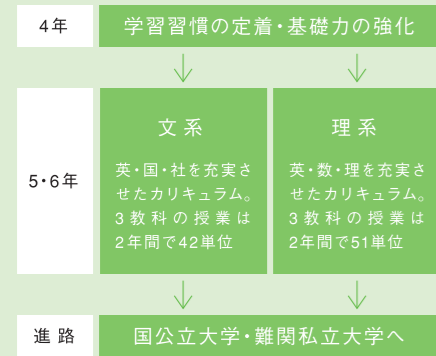 4年
学習習慣の定着・基礎力の強化
5・6年
文系
英・国・社を充実さ
せたカリキュラム。
3教科の授業は
2年間で42単位
理系
英・数・理を充実さ
せたカリキュラム。
3教科の授業は
2年間で51単位
進路
国公立大学・難関私立大学へ